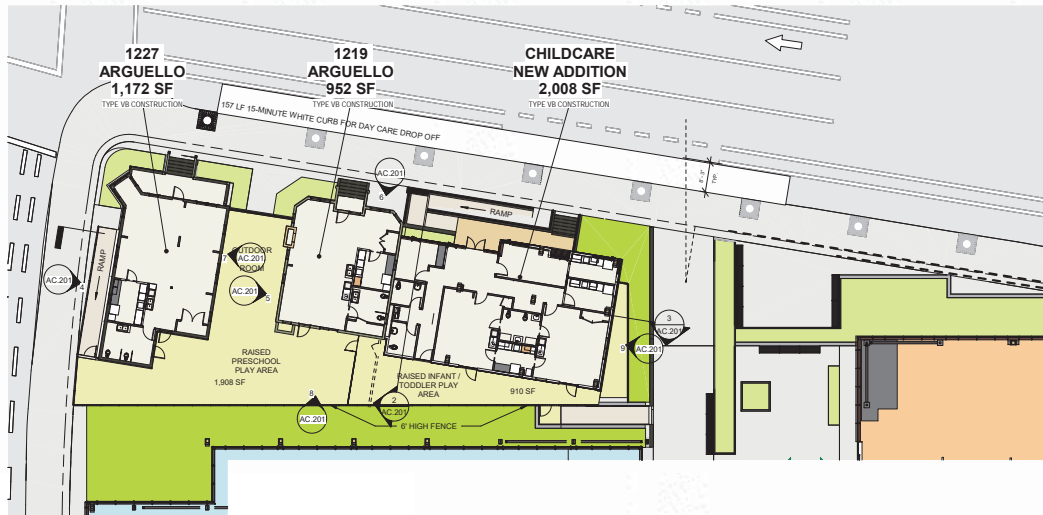 1227
ARGUELLO
1,172 SF
TYPE VB CONSTRUCTION
1219
ARGUELLO
952 SF
TYPE VB CONSTRUCTION
CHILDCARE
NEW ADDITION
2,008 SF
TYPE VB CONSTRUCTION
157 LF 15-MINUTE WHITE CURB FOR DAY CARE DROP OFF
TYP.
AC.201
6
RAMP
OUTDOOR
ROOM
7
AC.201
AC.201
5
RAMP
AC.201
4
3
AC.201
9
AC.201
RAISED
PRESCHOOL
PLAY AREA
1,908 SF
RAISED INFANT /
TODDLER PLAY
AREA
910 SF
8
AC.201
2
AC.201
6' HIGH FENCE